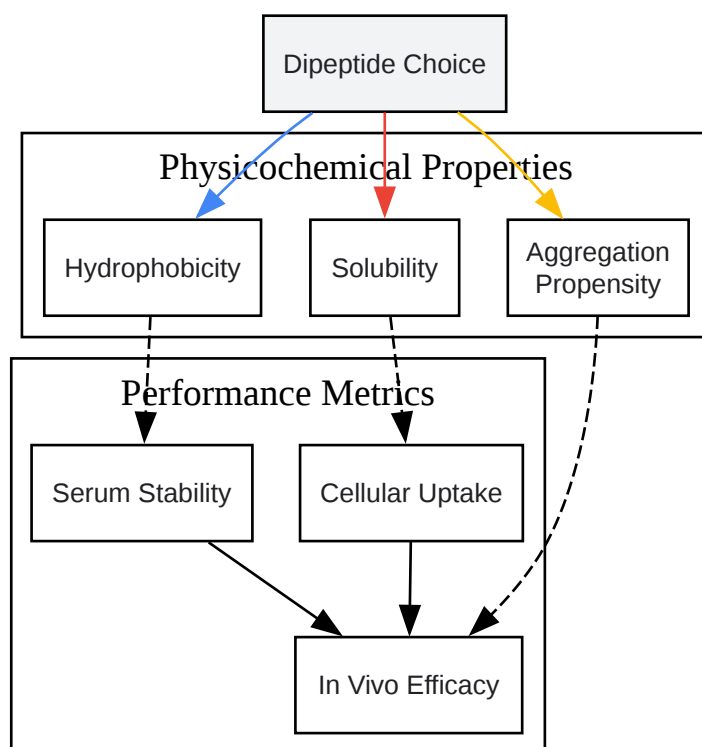 Dipeptide Choice
Physicochemical Properties
Hydrophobicity
Solubility
Aggregation
Propensity
Performance Metrics
Serum Stability
Cellular Uptake
In Vivo Efficacy